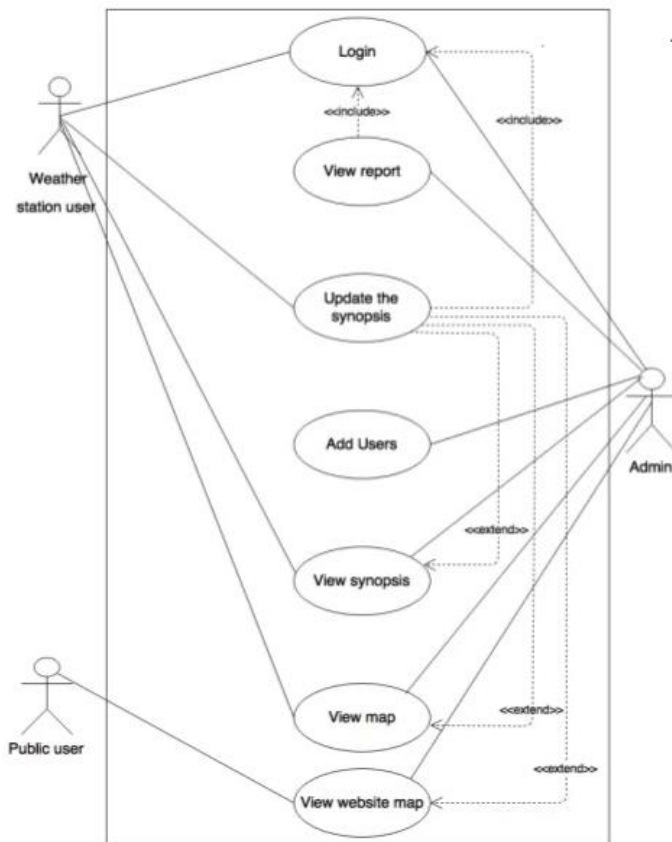 Login
<<include>>
<<include>>
View report
Weather
station user
Update the
synopsis
Add Users
Admin
<<extend>>
View synopsis
View map
<<extend>>
Public user
<<extend>>
View website map